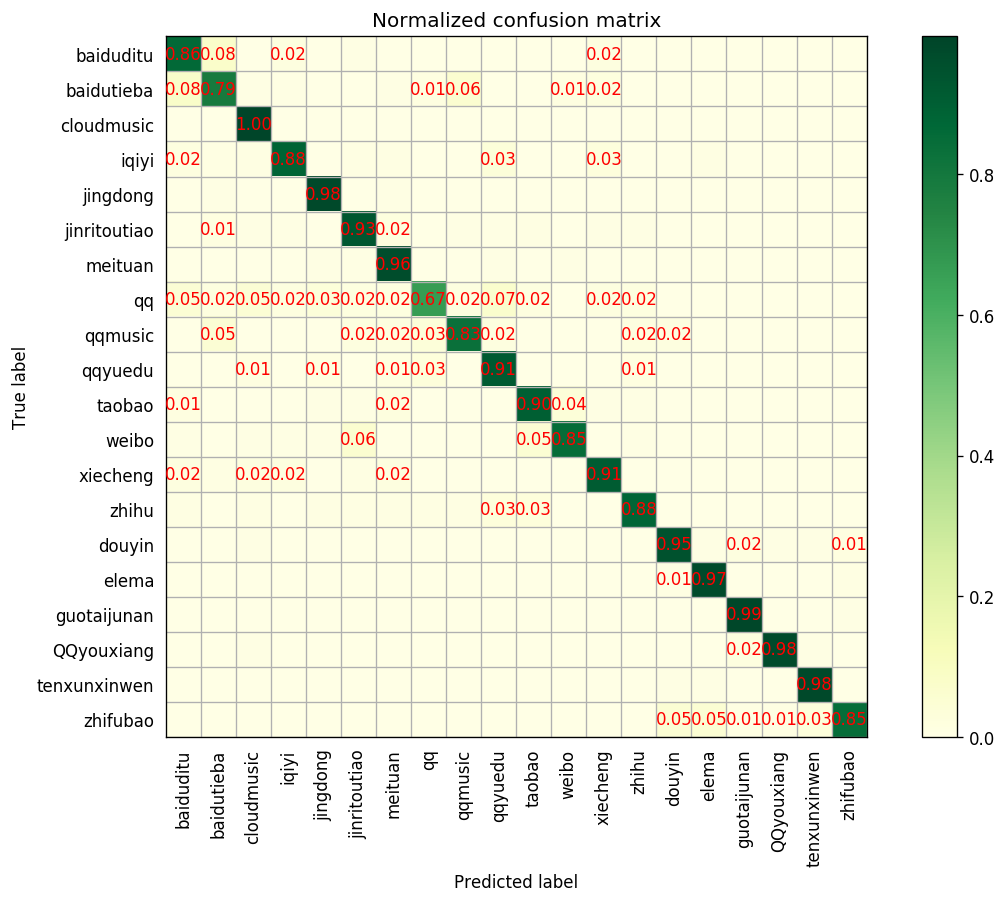 Normalized confusion matrix
True label
baiduditu 0.86 0.08 0.02 0.02
baidutieba 0.08 0.79 0.01 0.06 0.01 0.02
cloudmusic 1.00
iqiyi 0.02 0.88 0.03 0.03
jingdong 0.98
jinritoutiao 0.01 0.93 0.02
meituan 0.96
qq 0.05 0.02 0.05 0.02 0.03 0.02 0.02 0.67 0.02 0.07 0.02 0.02 0.02
qqmusic 0.05 0.02 0.02 0.03 0.83 0.02 0.02 0.02
qqyuedu 0.01 0.01 0.01 0.03 0.91 0.01
taobao 0.01 0.02 0.90 0.04
weibo 0.06 0.05 0.85
xiecheng 0.02 0.02 0.02 0.02 0.91
zhihu 0.03 0.03 0.88
douyin 0.95 0.02 0.01
elema 0.01 0.97
guotaijunan 0.99
QQyouxiang 0.02 0.98
tenxunxinwen 0.98
zhifubao 0.05 0.05 0.01 0.01 0.03 0.85
baiduditu
baidutieba
cloudmusic
iqiyi
jingdong
jinritoutiao
meituan
qq
qqmusic
qqyuedu
taobao
weibo
xiecheng
zhihu
douyin
elema
guotaijunan
QQyouxiang
tenxunxinwen
zhifubao
Predicted label
0.8
0.6
0.4
0.2
0.0